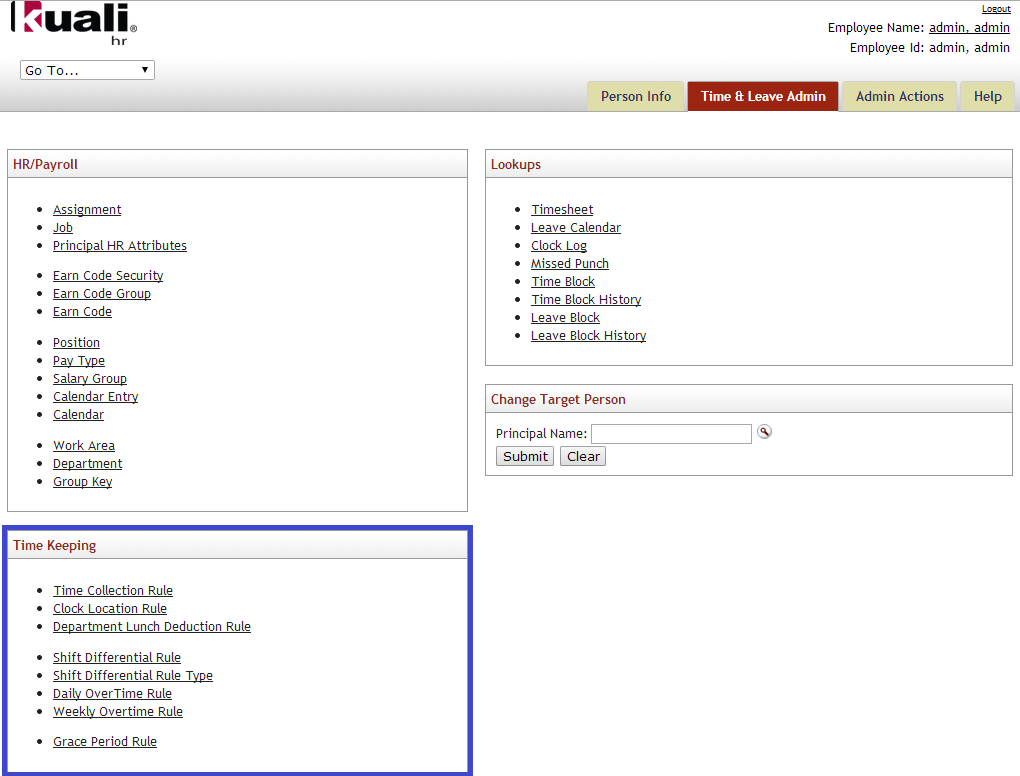 kuali®
hr
Logout
Employee Name: admin, admin
Employee Id: admin, admin
Go To...
Person Info
Time & Leave Admin
Admin Actions
Help
HR/Payroll
Assignment
Job
Principal HR Attributes
Earn Code Security
Earn Code Group
Earn Code
Position
Pay Type
Salary Group
Calendar Entry
Calendar
Work Area
Department
Group Key
Lookups
Timesheet
Leave Calendar
Clock Log
Missed Punch
Time Block
Time Block History
Leave Block
Leave Block History
Change Target Person
Principal Name:
Submit Clear
Time Keeping
Time Collection Rule
Clock Location Rule
Department Lunch Deduction Rule
Shift Differential Rule
Shift Differential Rule Type
Daily OverTime Rule
Weekly Overtime Rule
Grace Period Rule